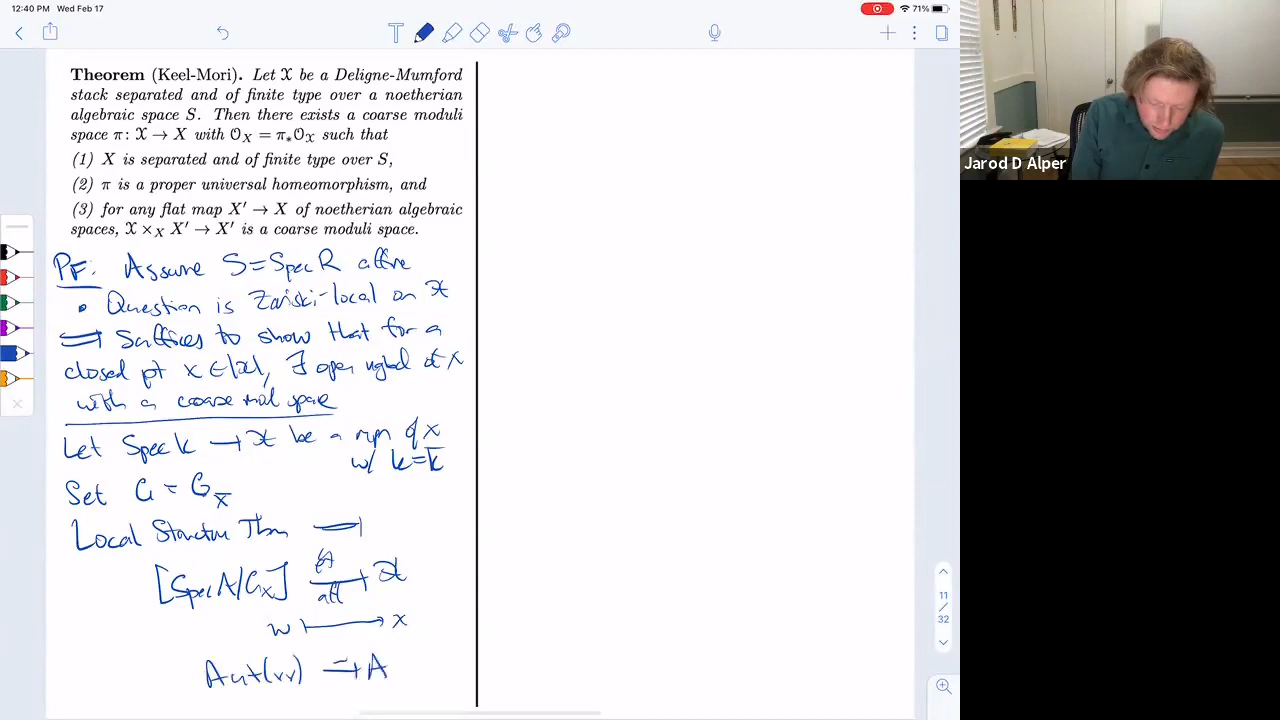 12:40 PM Wed Feb 17
71%
T
Theorem (Keel-Mori). Let 𝒳 be a Deligne-Mumford
stack separated and of finite type over a noetherian
algebraic space S. Then there exists a coarse moduli
space π: 𝒳 → X with 𝒪_X = π_*𝒪_𝒳 such that
(1) X is separated and of finite type over S,
(2) π is a proper universal homeomorphism, and
(3) for any flat map X′ → X of noetherian algebraic
spaces, 𝒳 ×_X X′ → X′ is a coarse moduli space.
PF: Assume S = Spec R affine
• Question is Zariski-local on 𝒳
⟹ Suffices to show that for a
closed pt x ∈ |𝒳|, ∃ open nghd of x
with a coarse mod space
Let Spec k → 𝒳 be a repn of x
w/ k = k̄
Set G = G_x̄
Local Structure Thm ⟹
[Spec A/G_x] → 𝒳
ét
aff
w ↦ x
Aut(w) → A
11
/
32
Jarod D Alper